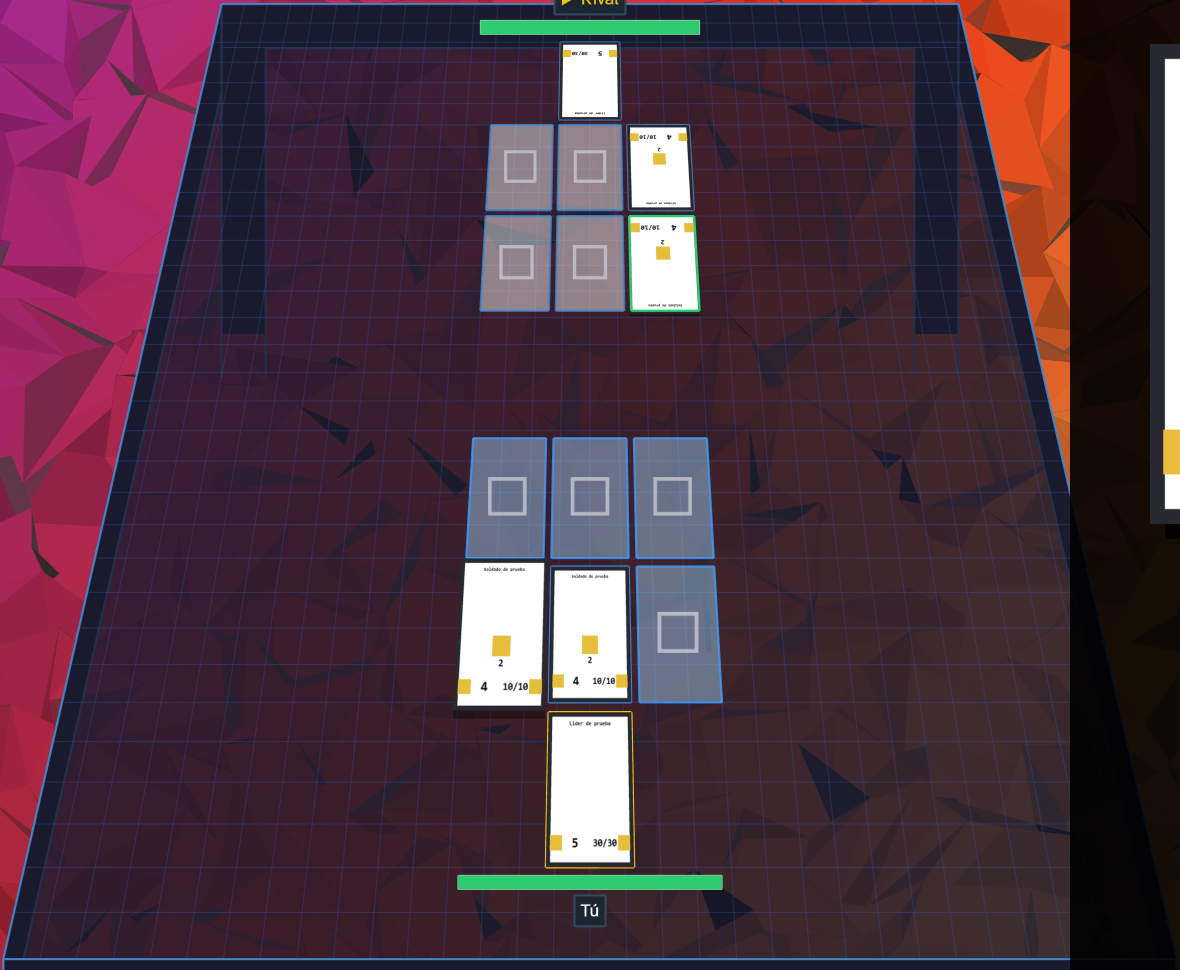 Rival
5 30/30
Líder de prueba
4 10/10
2
Soldado de prueba
4 10/10
2
Soldado de prueba
Soldado de prueba
2
4 10/10
Soldado de prueba
2
4 10/10
Líder de prueba
5 30/30
Tú